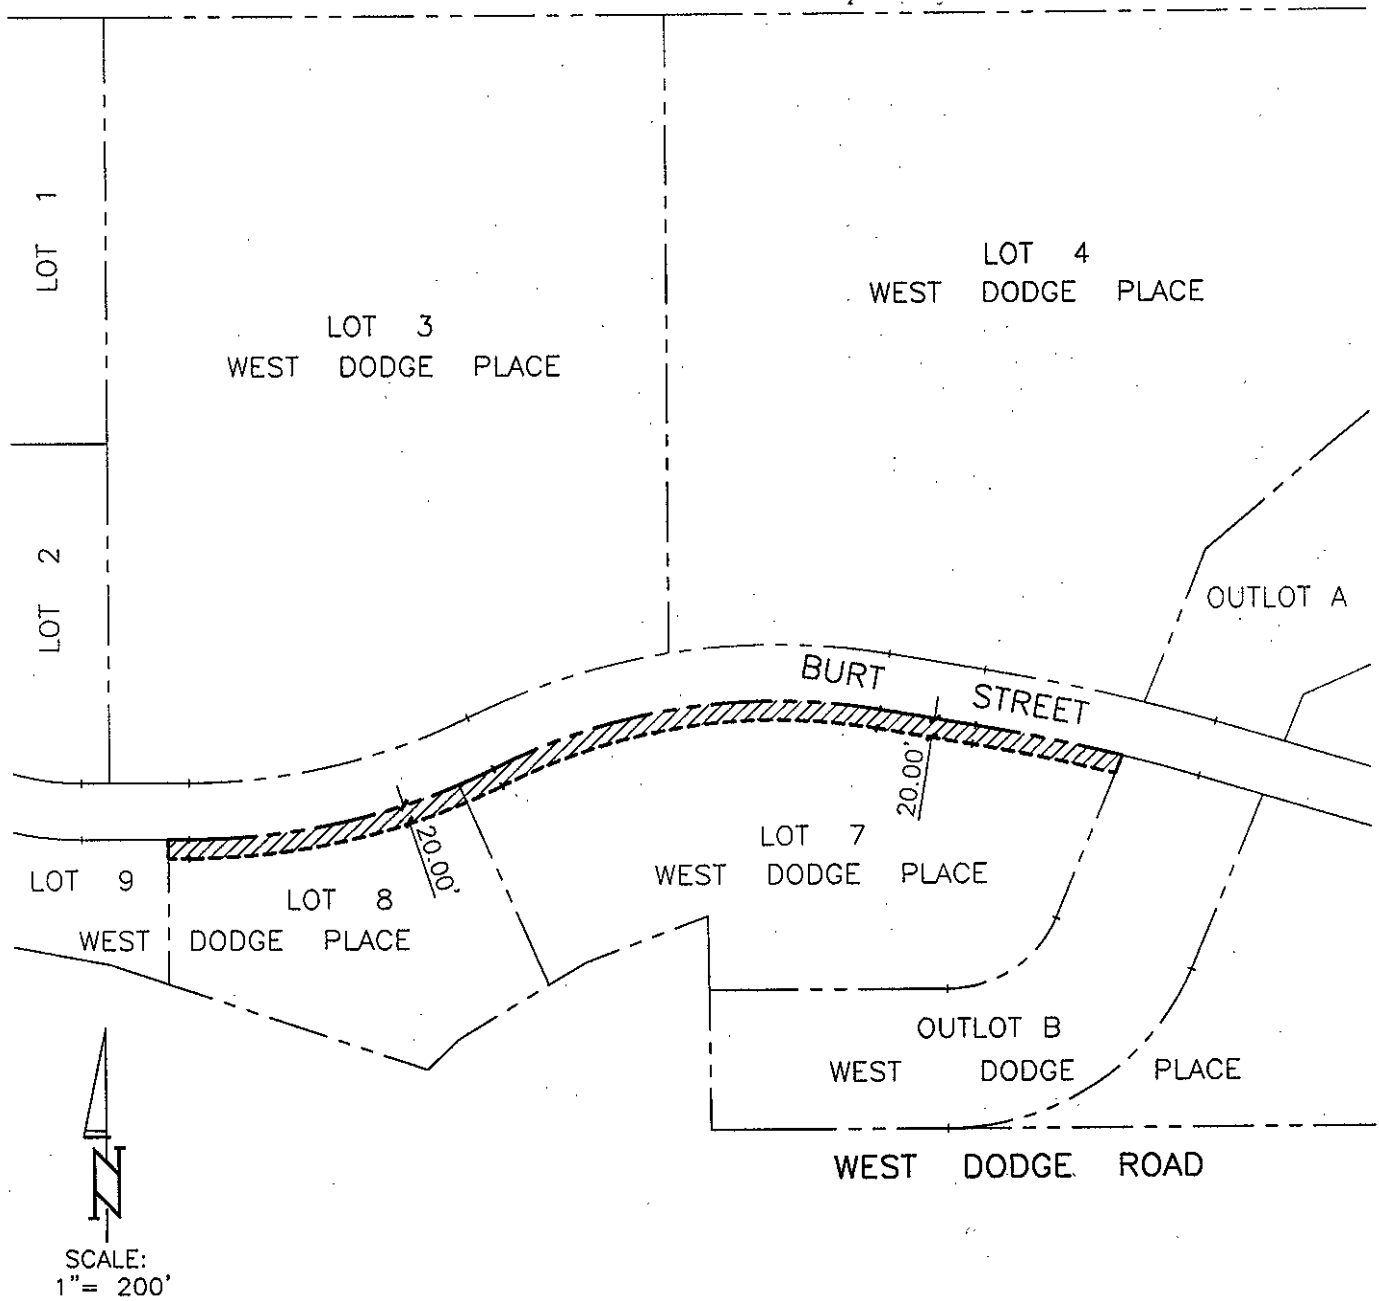 LOT 1
LOT 4
WEST DODGE PLACE
LOT 3
WEST DODGE PLACE
LOT 2
OUTLOT A
BURT STREET
20.00'
20.00'
LOT 7
WEST DODGE PLACE
LOT 9
LOT 8
WEST DODGE PLACE
OUTLOT B
WEST DODGE PLACE
WEST DODGE ROAD
N
SCALE:
1"= 200'